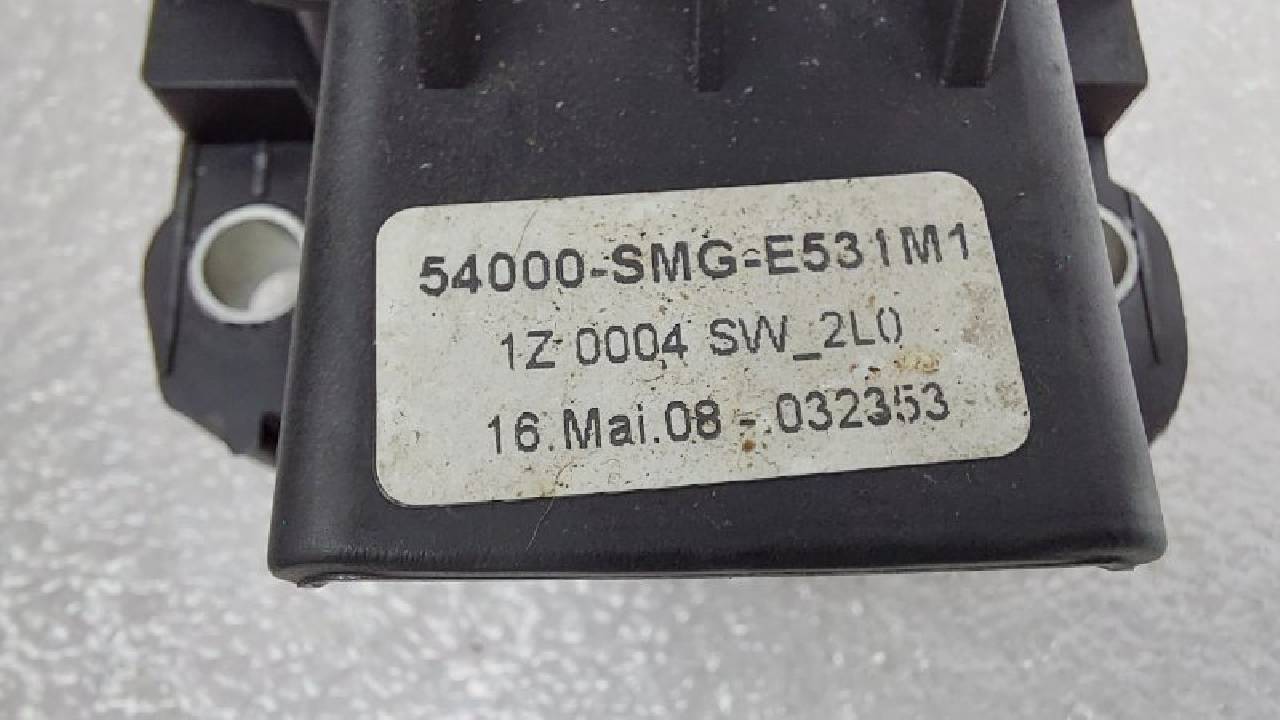 54000-SMG-E531M1
1Z 0004 SW_2L0
16.Mai.08 - 032353